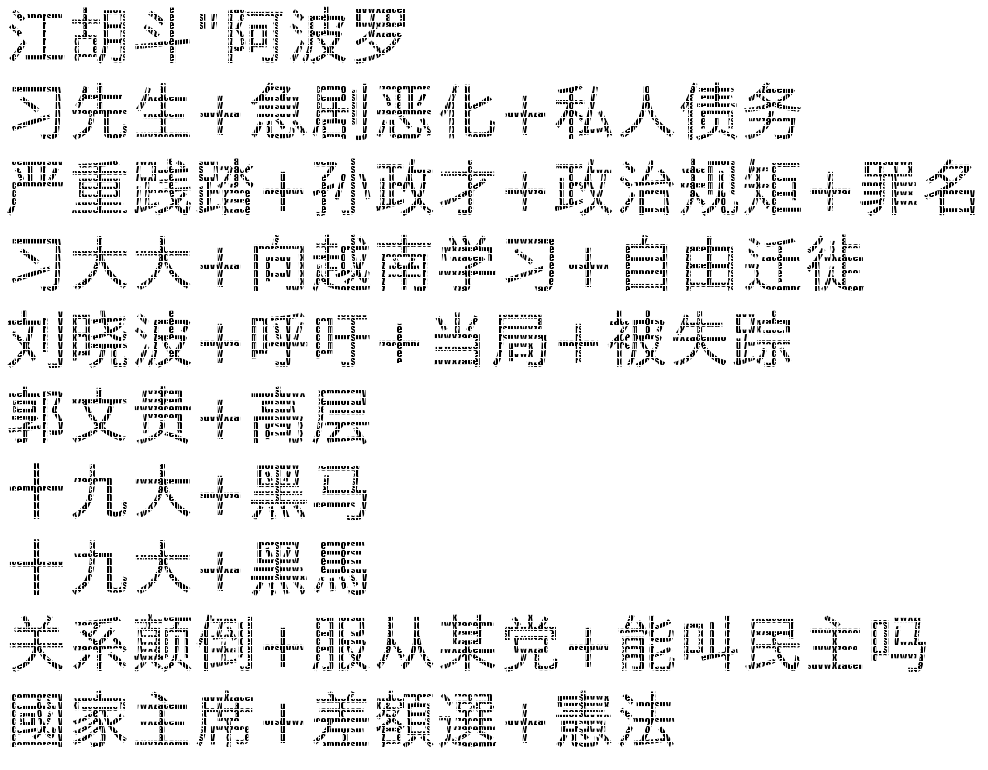 江胡斗"阿波罗
习先生+急剧恶化+私人债务
严重践踏+孙政才+政治规矩+罪名
习大大+向越南学习+自由迁徙
刘晓波+呼吁+当局+被失踪
郭文贵+高层
十九大+黑马
十九大+黑馬
关系颠倒+服从某党+能叫民主吗
國家主席+差額選+憲法